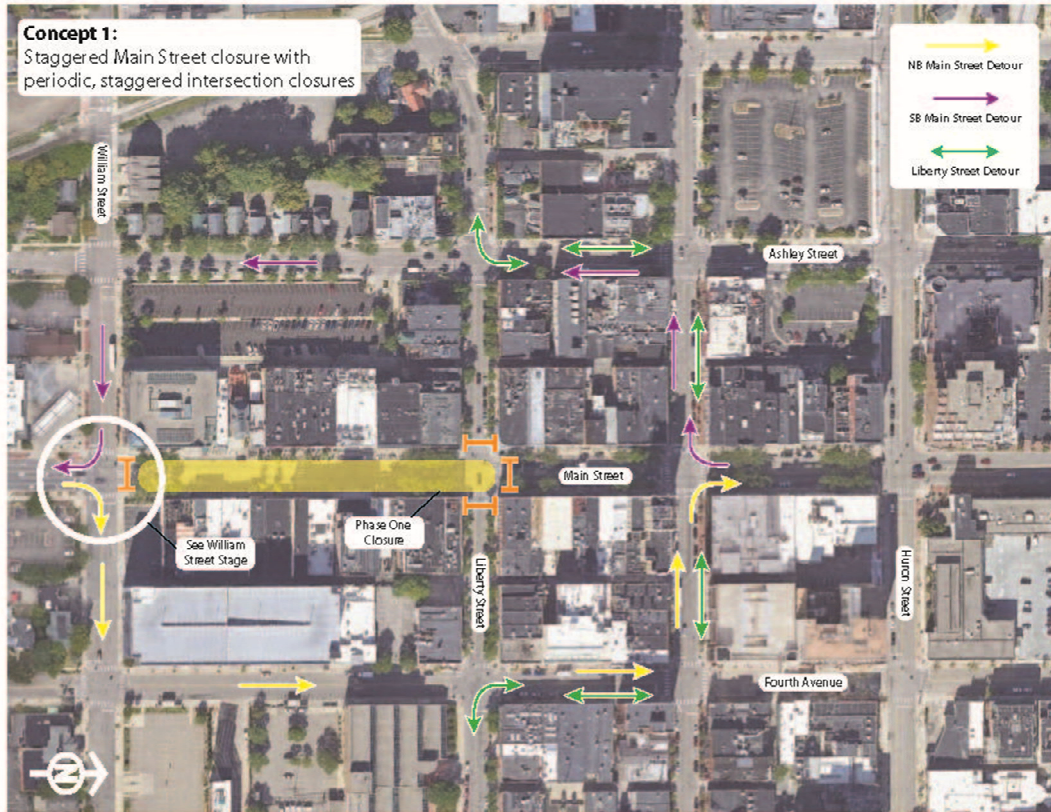 Concept 1:
Staggered Main Street closure with
periodic, staggered intersection closures
NB Main Street Detour
SB Main Street Detour
Liberty Street Detour
William Street
Ashley Street
Main Street
Phase One
Closure
See William
Street Stage
Liberty Street
Huron Street
Fourth Avenue
N